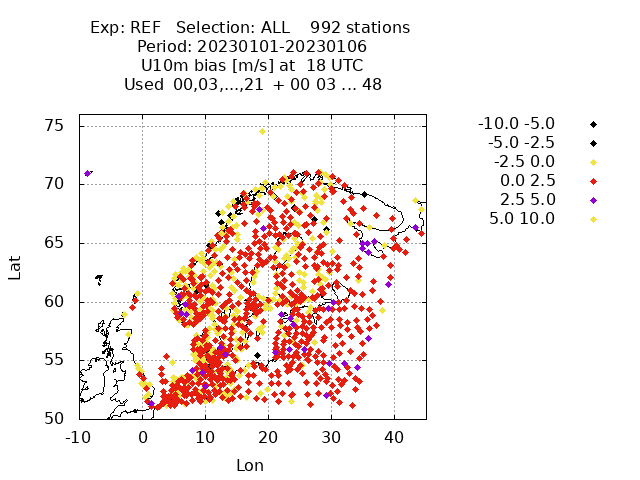 Exp: REF   Selection: ALL    992 stations
Period: 20230101-20230106
U10m bias [m/s] at  18 UTC
Used  00,03,...,21  + 00 03 ... 48
-10.0 -5.0
-5.0 -2.5
-2.5 0.0
0.0 2.5
2.5 5.0
5.0 10.0
75
70
65
60
55
50
Lat
-10 0 10 20 30 40
Lon